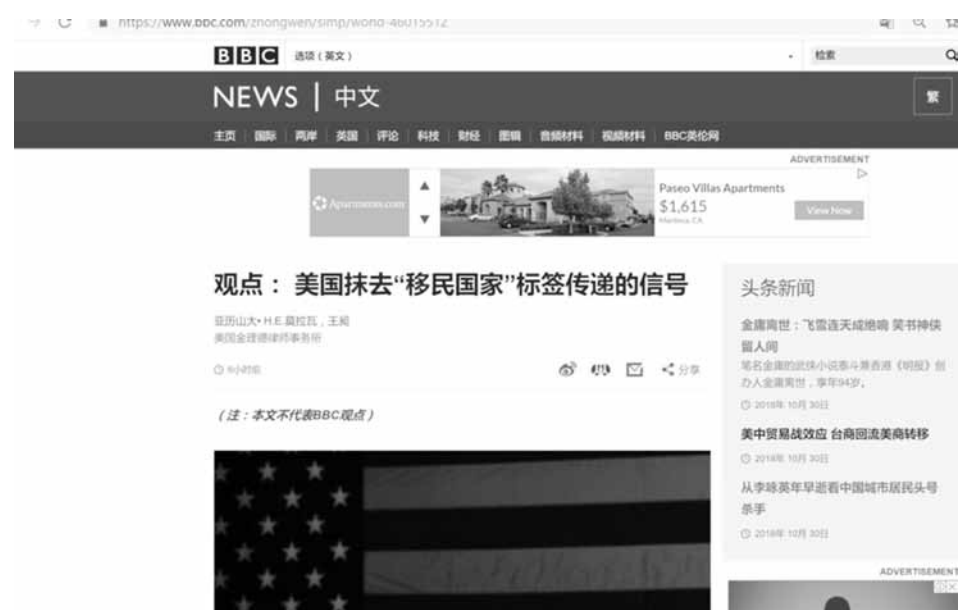 https://www.bbc.com/zhongwen/simp/world-46015512
BBC 选项（英文） 检索
NEWS | 中文 繁
主页 国际 两岸 英国 评论 科技 财经 图辑 音频材料 视频材料 BBC英伦网
ADVERTISEMENT
Apartments.com
Paseo Villas Apartments
$1,615
Manteca, CA
View Now
观点： 美国抹去“移民国家”标签传递的信号
亚历山大• H.E.莫拉瓦，王昶
美国金理德律师事务所
6小时前
分享
（注：本文不代表BBC观点）
头条新闻
金庸离世：飞雪连天成绝响 笑书神侠
留人间
笔名金庸的武侠小说泰斗兼香港《明报》创
办人金庸离世，享年94岁。
2018年 10月 30日
美中贸易战效应 台商回流美商转移
2018年 10月 30日
从李咏英年早逝看中国城市居民头号
杀手
2018年 10月 30日
ADVERTISEMENT